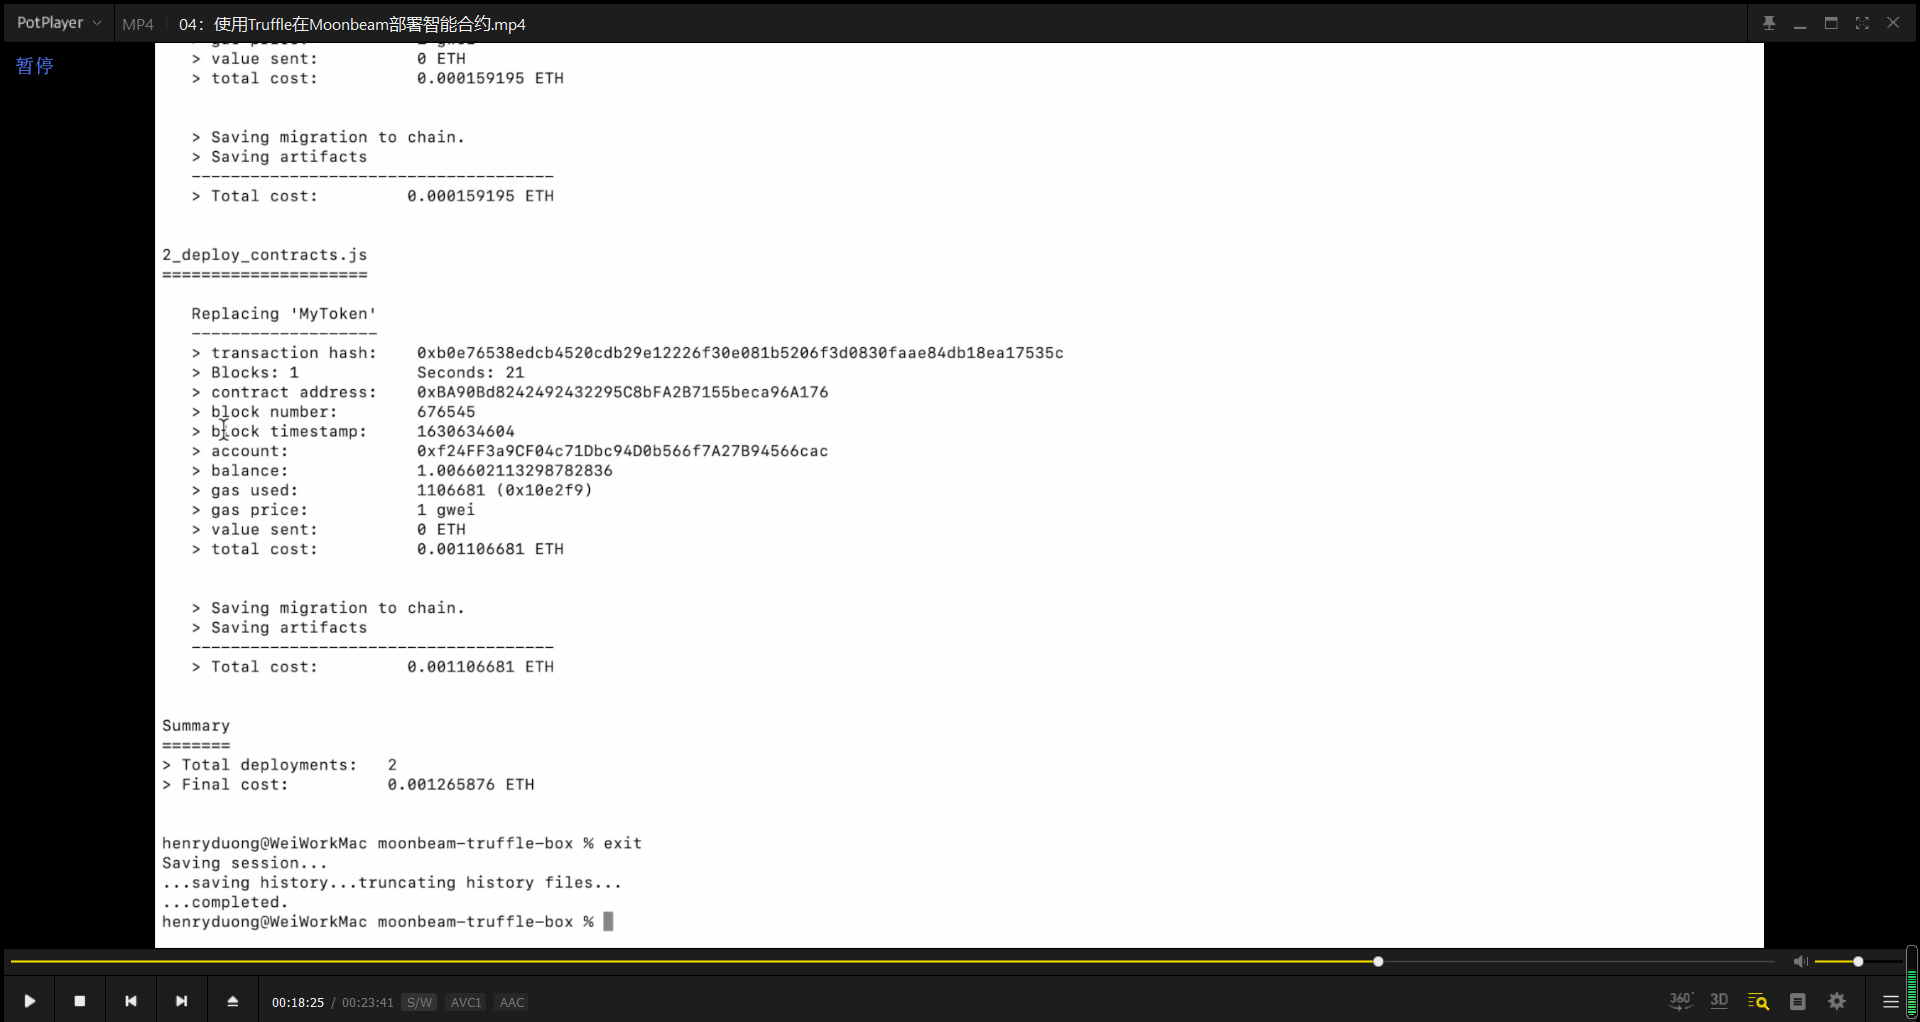 PotPlayer MP4 04：使用Truffle在Moonbeam部署智能合约.mp4
暂停
> value sent: 0 ETH
> total cost: 0.000159195 ETH
> Saving migration to chain.
> Saving artifacts
-------------------------------------
> Total cost: 0.000159195 ETH
2_deploy_contracts.js
=====================
Replacing 'MyToken'
-------------------
> transaction hash: 0xb0e76538edcb4520cdb29e12226f30e081b5206f3d0830faae84db18ea17535c
> Blocks: 1 Seconds: 21
> contract address: 0xBA90Bd8242492432295C8bFA2B7155beca96A176
> block number: 676545
> block timestamp: 1630634604
> account: 0xf24FF3a9CF04c71Dbc94D0b566f7A27B94566cac
> balance: 1.006602113298782836
> gas used: 1106681 (0x10e2f9)
> gas price: 1 gwei
> value sent: 0 ETH
> total cost: 0.001106681 ETH
> Saving migration to chain.
> Saving artifacts
-------------------------------------
> Total cost: 0.001106681 ETH
Summary
=======
> Total deployments: 2
> Final cost: 0.001265876 ETH
henryduong@WeiWorkMac moonbeam-truffle-box % exit
Saving session...
...saving history...truncating history files...
...completed.
henryduong@WeiWorkMac moonbeam-truffle-box %
00:18:25 / 00:23:41 S/W AVC1 AAC 360° 3D